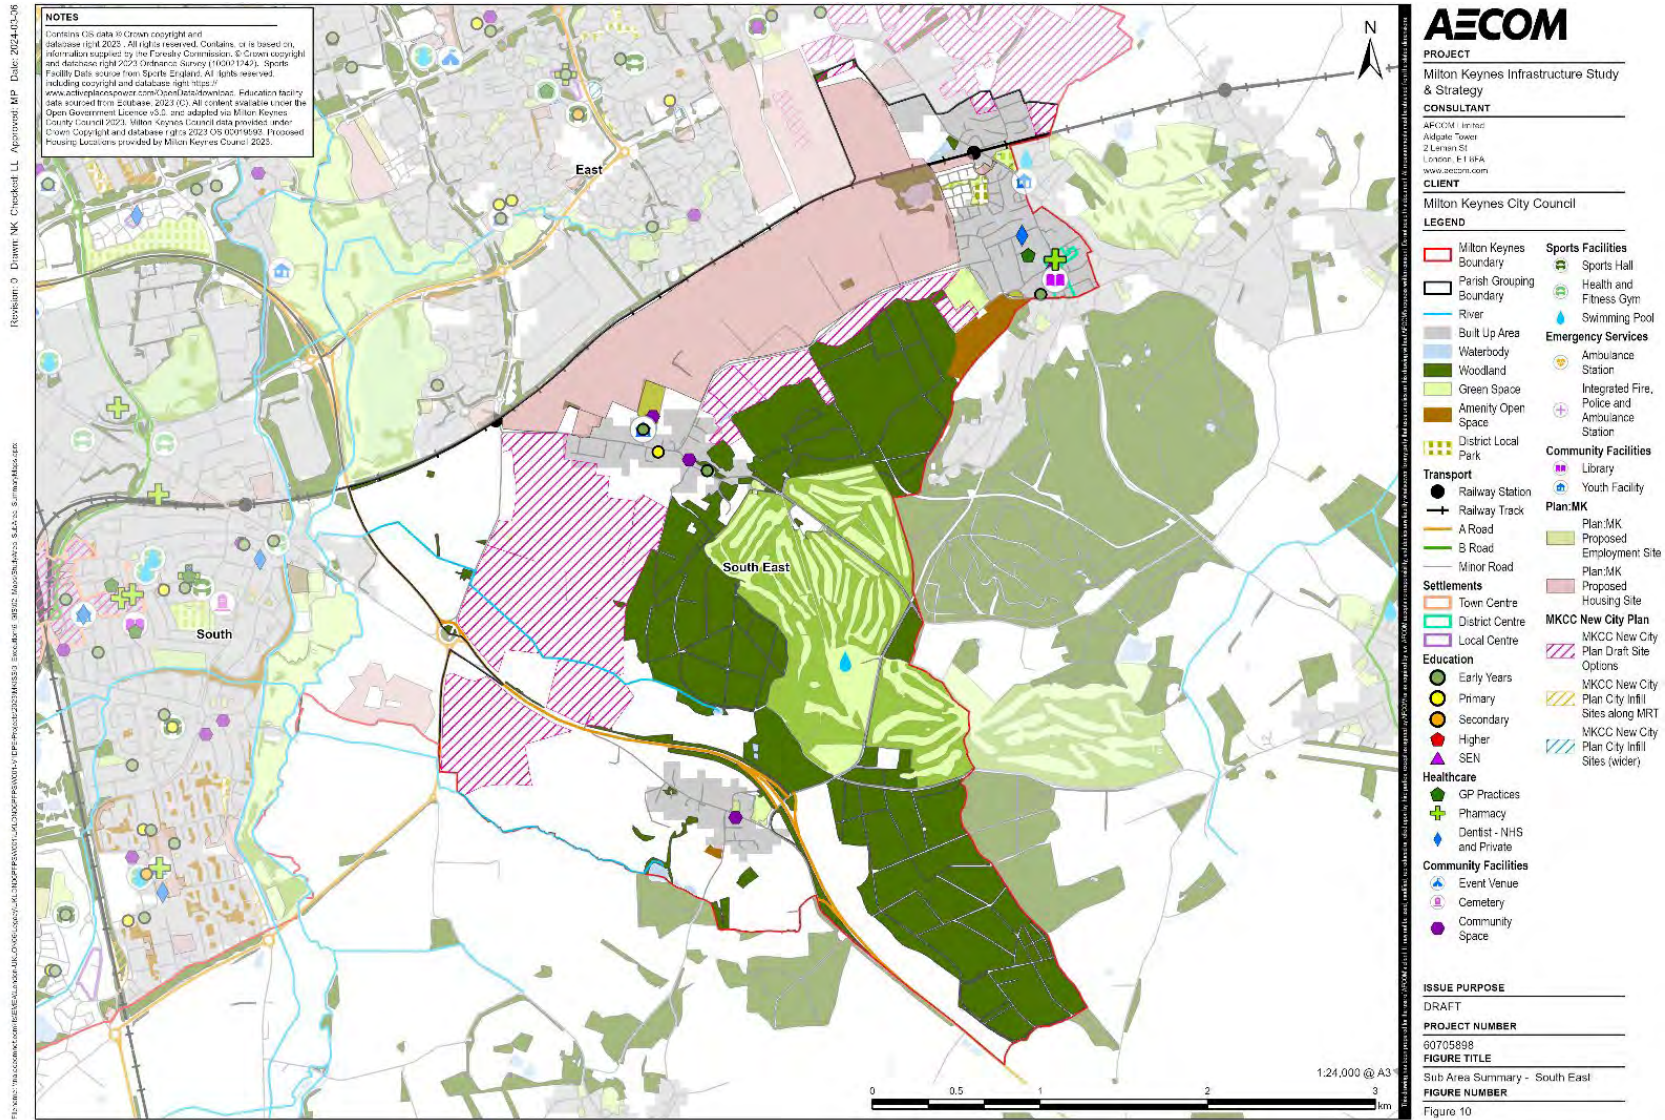 NOTES
Contains OS data © Crown copyright and
database right 2023. All rights reserved. Contains, or is based on,
information supplied by the Forestry Commission. © Crown copyright
and database right 2023 Ordnance Survey (100021242). Sports
Facility Data source from Sports England. All rights reserved.
including copyright and database right https://
www.activeplacespower.com/OpenData/download. Education facility
data sourced from Edubase, 2023 (C). All content available under the
Open Government Licence v3.0. and adapted via Milton Keynes
County Council 2023. Milton Keynes Council data provided under
Crown Copyright and database rights 2023 OS 00019593. Proposed
Housing Locations provided by Milton Keynes Council 2023.
Revision: 0 Drawn: NK Checked: LL Approved: MP Date: 2024-03-06
East
South East
South
N
1:24,000 @ A3
0 0.5 1 2 3
km
AECOM
PROJECT
Milton Keynes Infrastructure Study
& Strategy
CONSULTANT
AECOM Limited
Aldgate Tower
2 Leman St
London, E1 8FA
www.aecom.com
CLIENT
Milton Keynes City Council
LEGEND
Milton Keynes
Boundary
Parish Grouping
Boundary
River
Built Up Area
Waterbody
Woodland
Green Space
Amenity Open
Space
District Local
Park
Transport
Railway Station
Railway Track
A Road
B Road
Minor Road
Settlements
Town Centre
District Centre
Local Centre
Education
Early Years
Primary
Secondary
Higher
SEN
Healthcare
GP Practices
Pharmacy
Dentist - NHS
and Private
Community Facilities
Event Venue
Cemetery
Community
Space
Sports Facilities
Sports Hall
Health and
Fitness Gym
Swimming Pool
Emergency Services
Ambulance
Station
Integrated Fire,
Police and
Ambulance
Station
Community Facilities
Library
Youth Facility
Plan:MK
Plan:MK
Proposed
Employment Site
Plan:MK
Proposed
Housing Site
MKCC New City Plan
MKCC New City
Plan Draft Site
Options
MKCC New City
Plan City Infill
Sites along MRT
MKCC New City
Plan City Infill
Sites (wider)
ISSUE PURPOSE
DRAFT
PROJECT NUMBER
60705898
FIGURE TITLE
Sub Area Summary - South East
FIGURE NUMBER
Figure 10